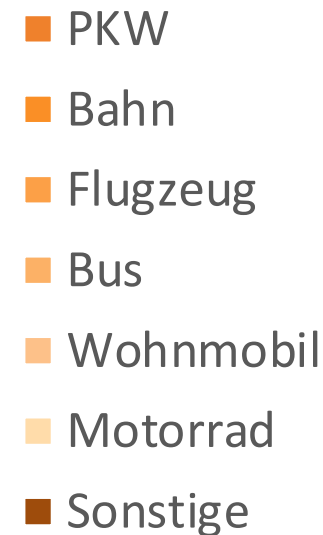 PKW
Bahn
Flugzeug
Bus
Wohnmobil
Motorrad
Sonstige